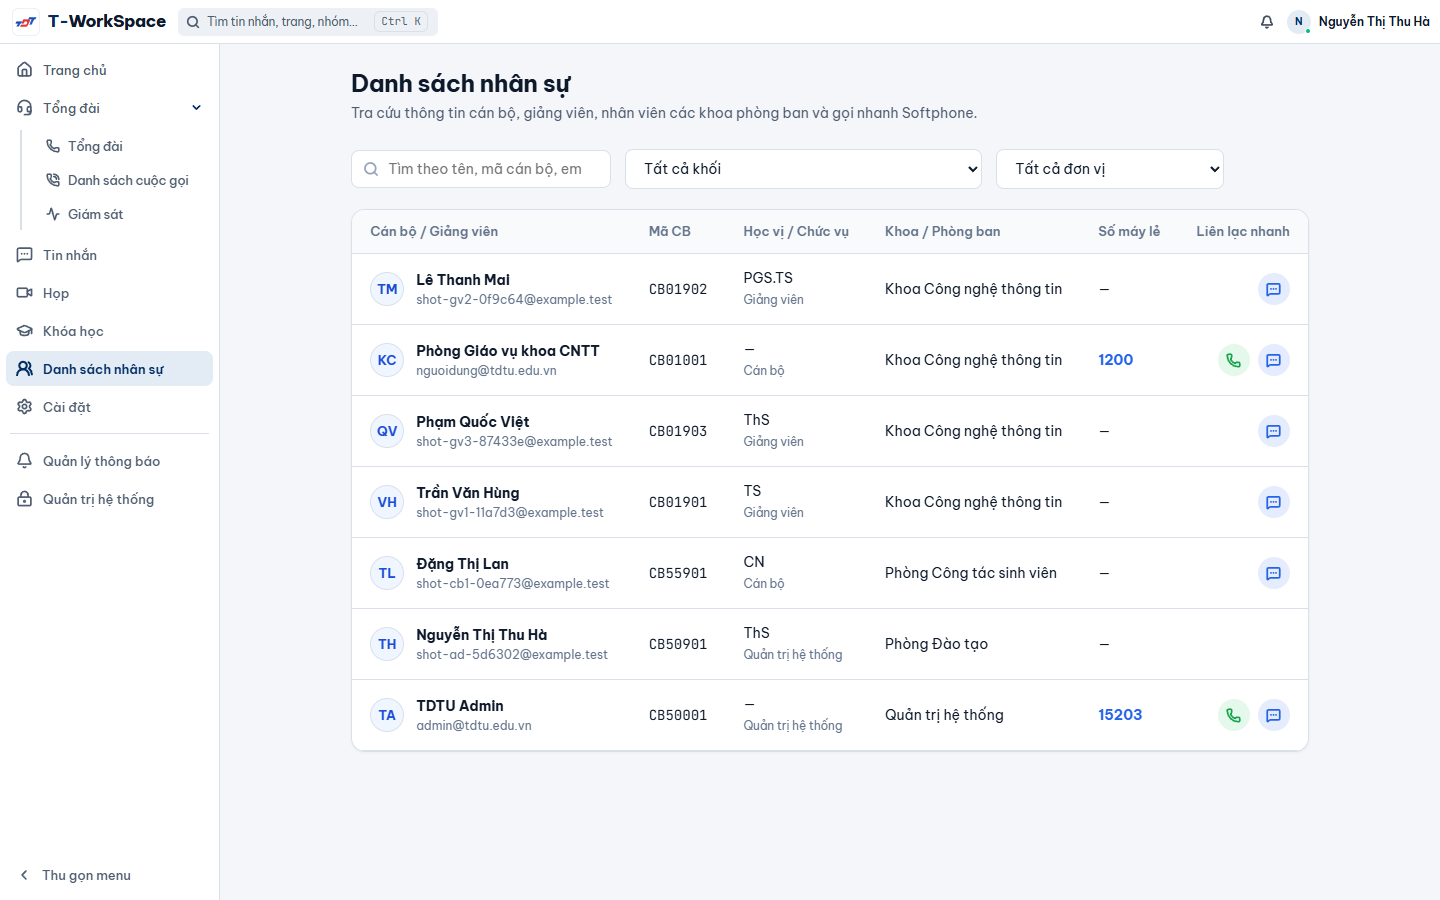 TDT T-WorkSpace Tìm tin nhắn, trang, nhóm... Ctrl K N Nguyễn Thị Thu Hà
Trang chủ
Tổng đài
Tổng đài
Danh sách cuộc gọi
Giám sát
Tin nhắn
Họp
Khóa học
Danh sách nhân sự
Cài đặt
Quản lý thông báo
Quản trị hệ thống
Thu gọn menu
Danh sách nhân sự
Tra cứu thông tin cán bộ, giảng viên, nhân viên các khoa phòng ban và gọi nhanh Softphone.
Tìm theo tên, mã cán bộ, em Tất cả khối Tất cả đơn vị
Cán bộ / Giảng viên Mã CB Học vị / Chức vụ Khoa / Phòng ban Số máy lẻ Liên lạc nhanh
TM Lê Thanh Mai CB01902 PGS.TS Khoa Công nghệ thông tin —
shot-gv2-0f9c64@example.test Giảng viên
KC Phòng Giáo vụ khoa CNTT CB01001 — Khoa Công nghệ thông tin 1200
nguoidung@tdtu.edu.vn Cán bộ
QV Phạm Quốc Việt CB01903 ThS Khoa Công nghệ thông tin —
shot-gv3-87433e@example.test Giảng viên
VH Trần Văn Hùng CB01901 TS Khoa Công nghệ thông tin —
shot-gv1-11a7d3@example.test Giảng viên
TL Đặng Thị Lan CB55901 CN Phòng Công tác sinh viên —
shot-cb1-0ea773@example.test Cán bộ
TH Nguyễn Thị Thu Hà CB50901 ThS Phòng Đào tạo —
shot-ad-5d6302@example.test Quản trị hệ thống
TA TDTU Admin CB50001 — Quản trị hệ thống 15203
admin@tdtu.edu.vn Quản trị hệ thống